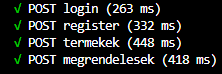 √ POST login (263 ms)
√ POST register (332 ms)
√ POST termekek (448 ms)
√ POST megrendelesek (418 ms)